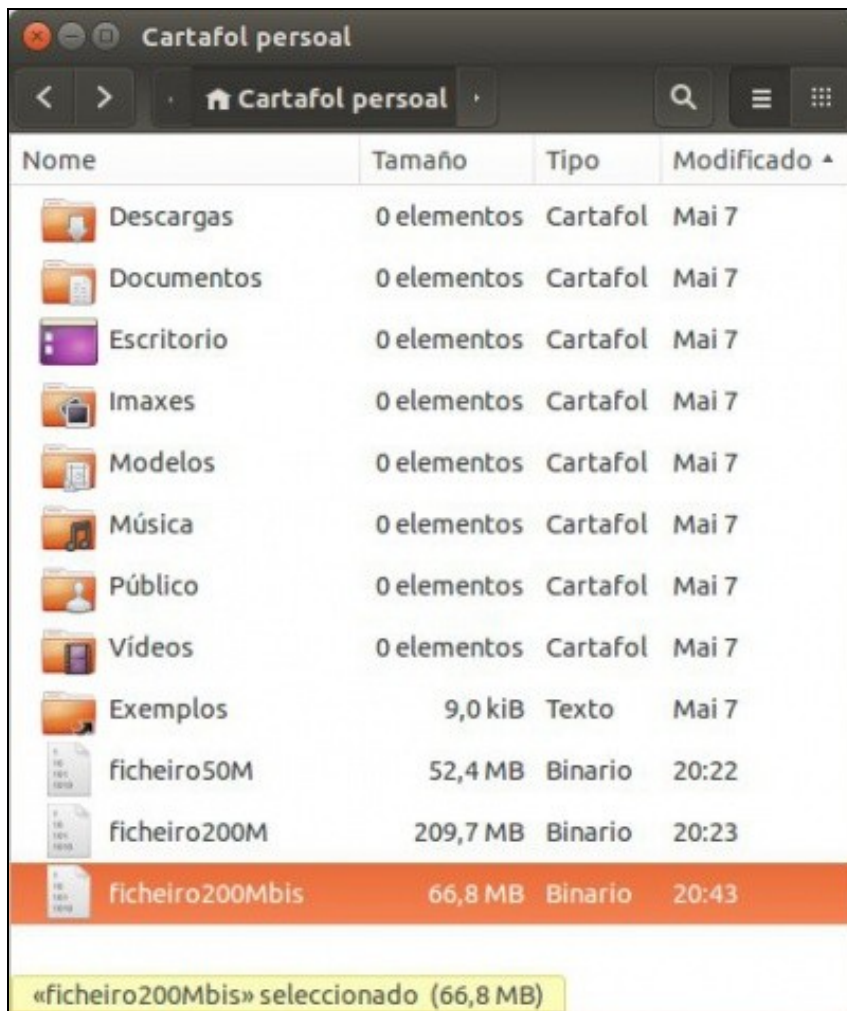 Cartafol persoal
Cartafol persoal
Nome Tamaño Tipo Modificado
Descargas 0 elementos Cartafol Mai 7
Documentos 0 elementos Cartafol Mai 7
Escritorio 0 elementos Cartafol Mai 7
Imaxes 0 elementos Cartafol Mai 7
Modelos 0 elementos Cartafol Mai 7
Música 0 elementos Cartafol Mai 7
Público 0 elementos Cartafol Mai 7
Vídeos 0 elementos Cartafol Mai 7
Exemplos 9,0 kiB Texto Mai 7
ficheiro50M 52,4 MB Binario 20:22
ficheiro200M 209,7 MB Binario 20:23
ficheiro200Mbis 66,8 MB Binario 20:43
«ficheiro200Mbis» seleccionado (66,8 MB)